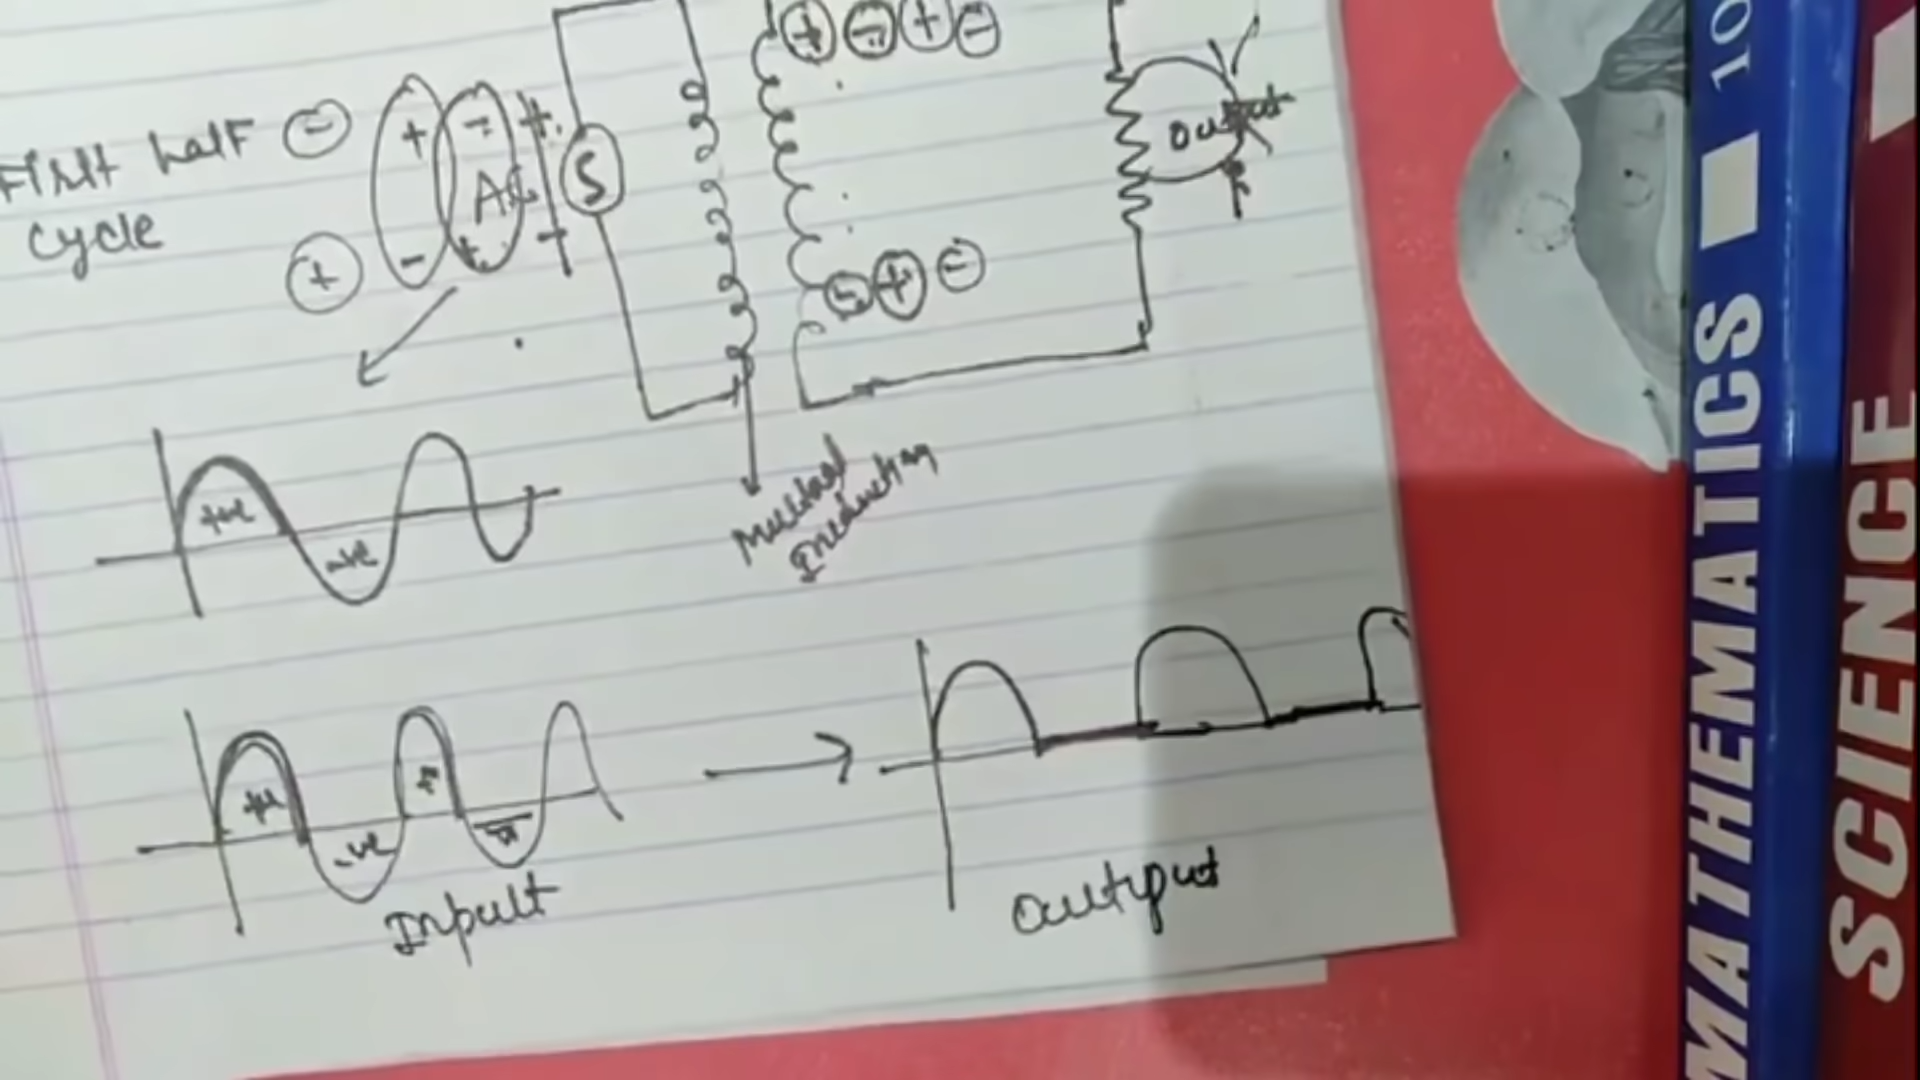 First half
cycle
⊖
⊕
+ -
AC
- +
+
S
⊕ ⊖ ⊕ ⊖
⊖ ⊕ ⊖
output
+ve
-ve
Mutual
Induction
+ve
-ve
Input
output
MATHEMATICS 10
SCIENCE